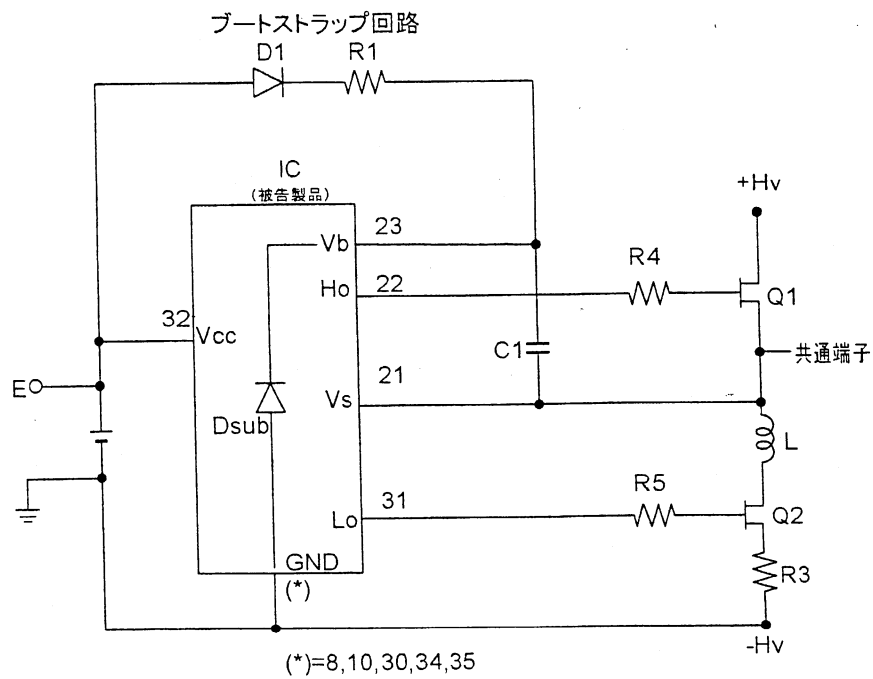 ブートストラップ回路
D1
R1
IC
(被告製品)
+Hv
Vb
23
R4
Ho
22
Q1
32
Vcc
C1
共通端子
21
E
Vs
Dsub
L
R5
31
Lo
Q2
GND
(*)
R3
-Hv
(*)=8,10,30,34,35